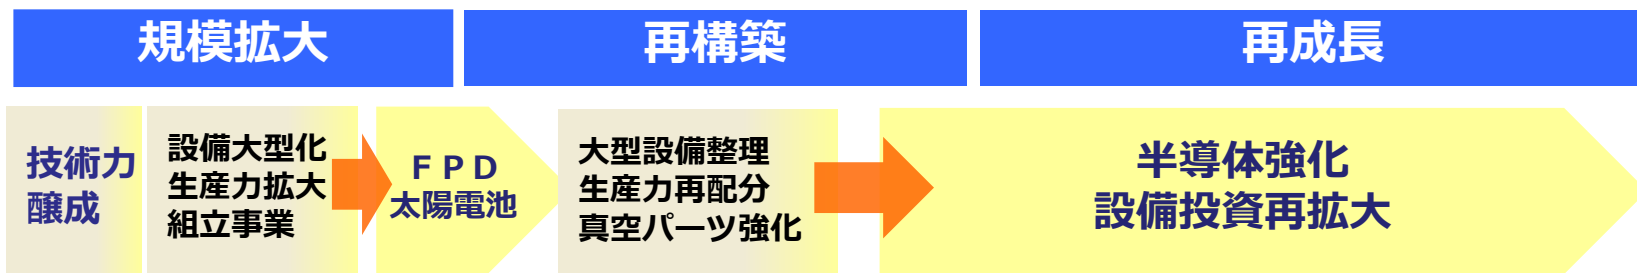 規模拡大
再構築
再成長
技術力
醸成
設備大型化
生産力拡大
組立事業
ＦＰＤ
太陽電池
大型設備整理
生産力再配分
真空パーツ強化
半導体強化
設備投資再拡大